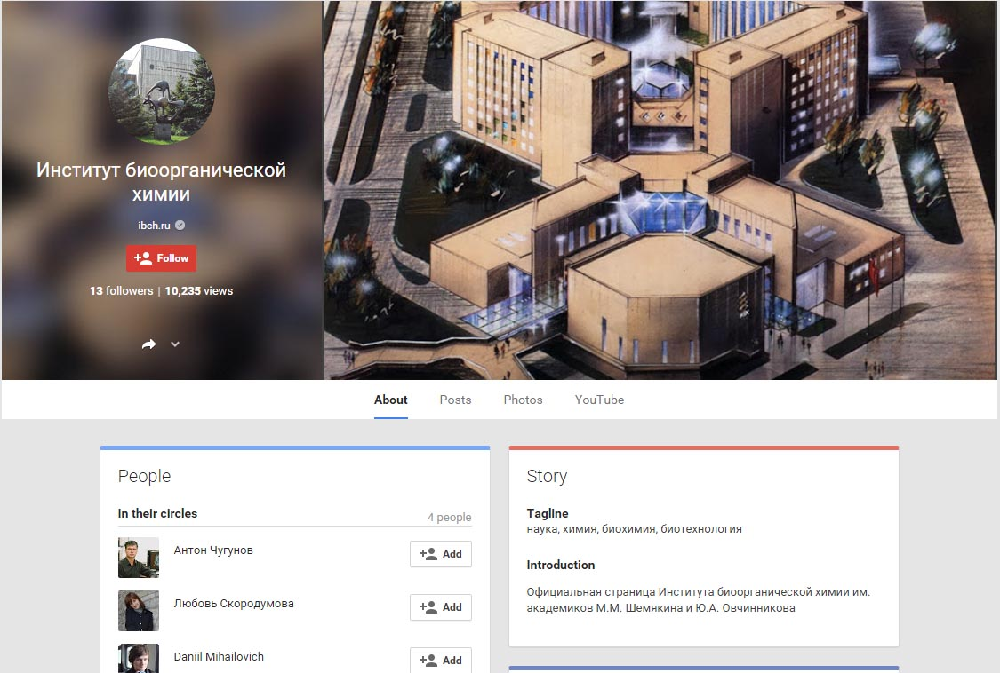 Институт биоорганической
химии
ibch.ru
Follow
13 followers | 10,235 views
About Posts Photos YouTube
People
In their circles
4 people
Антон Чугунов
Add
Любовь Скородумова
Add
Daniil Mihailovich
Add
Story
Tagline
наука, химия, биохимия, биотехнология
Introduction
Официальная страница Института биоорганической химии им.
академиков М.М. Шемякина и Ю.А. Овчинникова